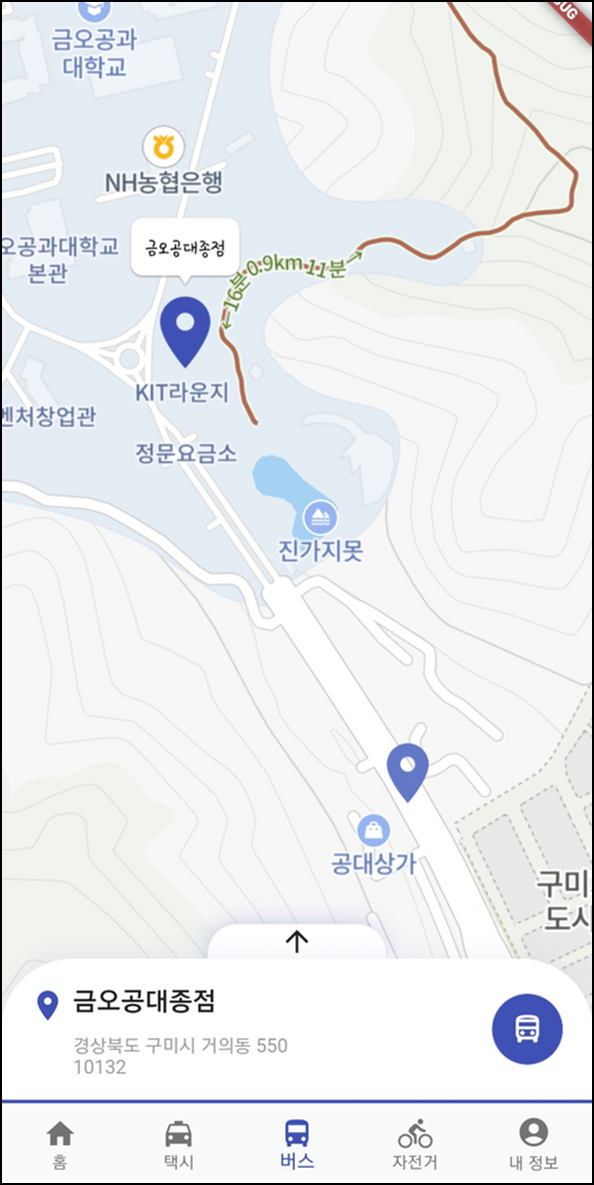 UG
금오공과
대학교
NH농협은행
오공과대학교
본관
금오공대종점
←16분 0.9km 11분→
KIT라운지
벤처창업관
정문요금소
진가지못
공대상가
구미
도시
금오공대종점
경상북도 구미시 거의동 550
10132
홈
택시
버스
자전거
내 정보